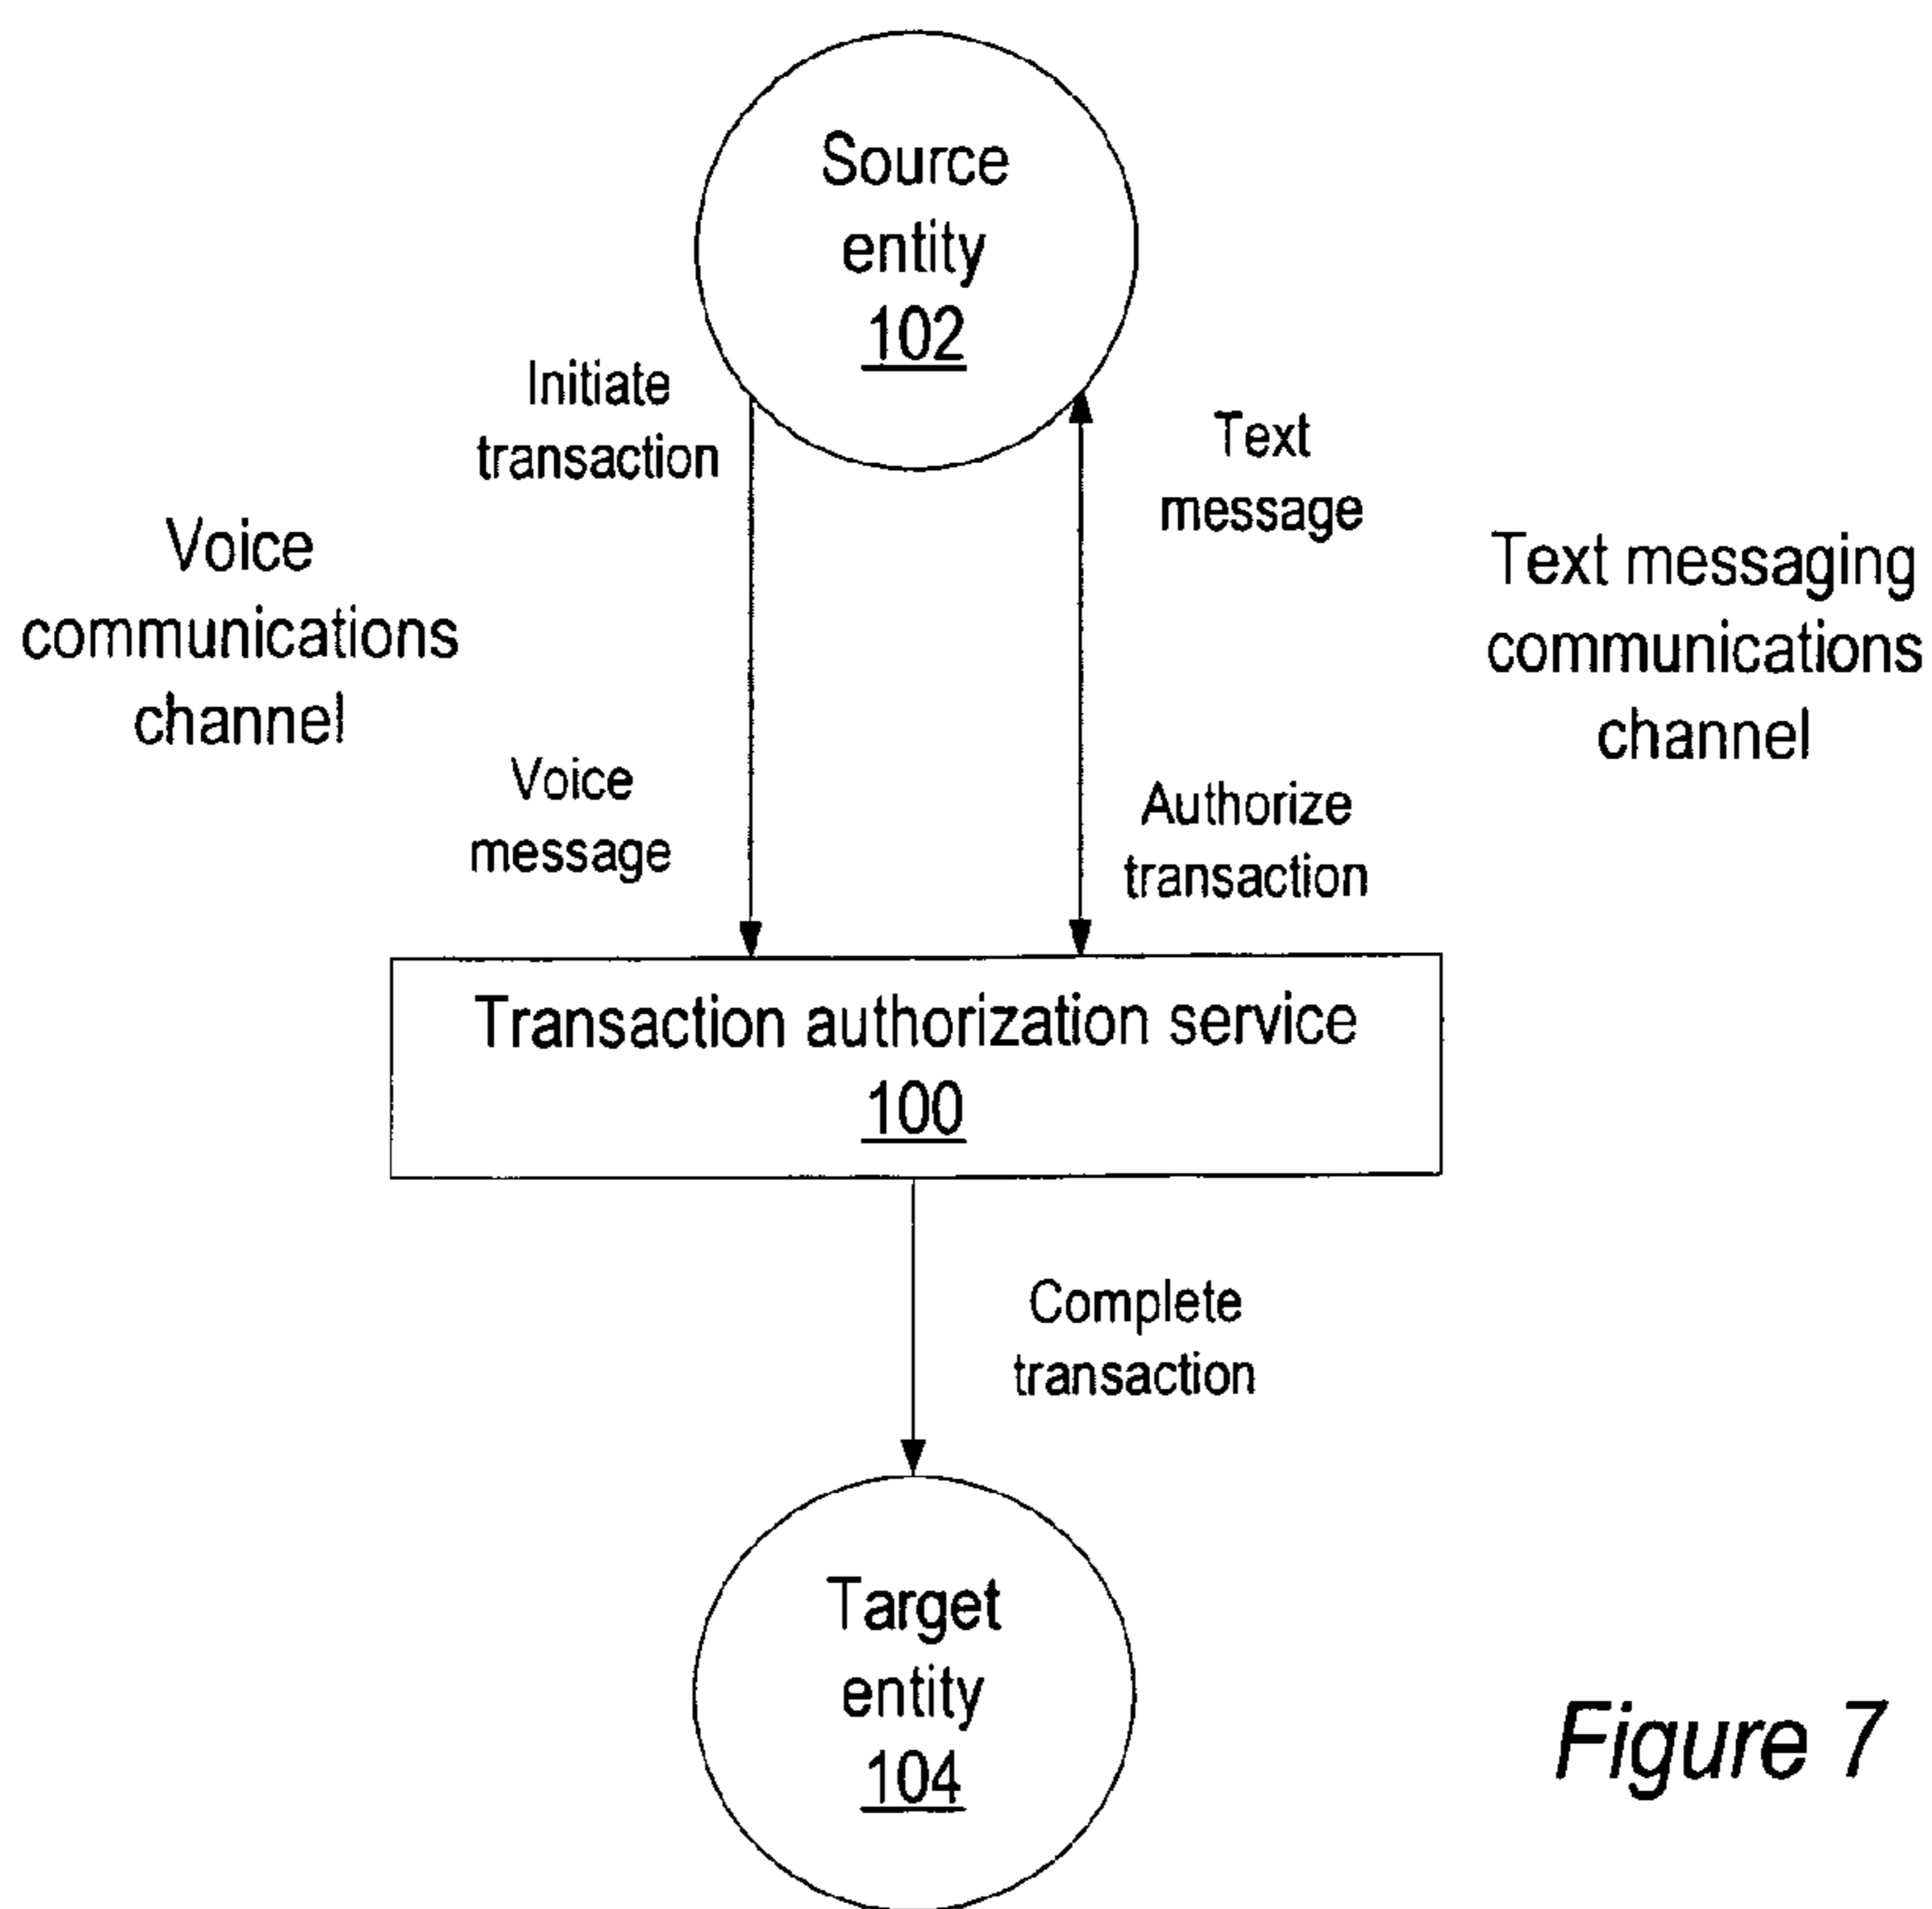 Source
entity
102
Initiate
transaction
Text
message
Voice
communications
channel
Text messaging
communications
channel
Voice
message
Authorize
transaction
Transaction authorization service
100
Complete
transaction
Target
entity
104
Figure 7